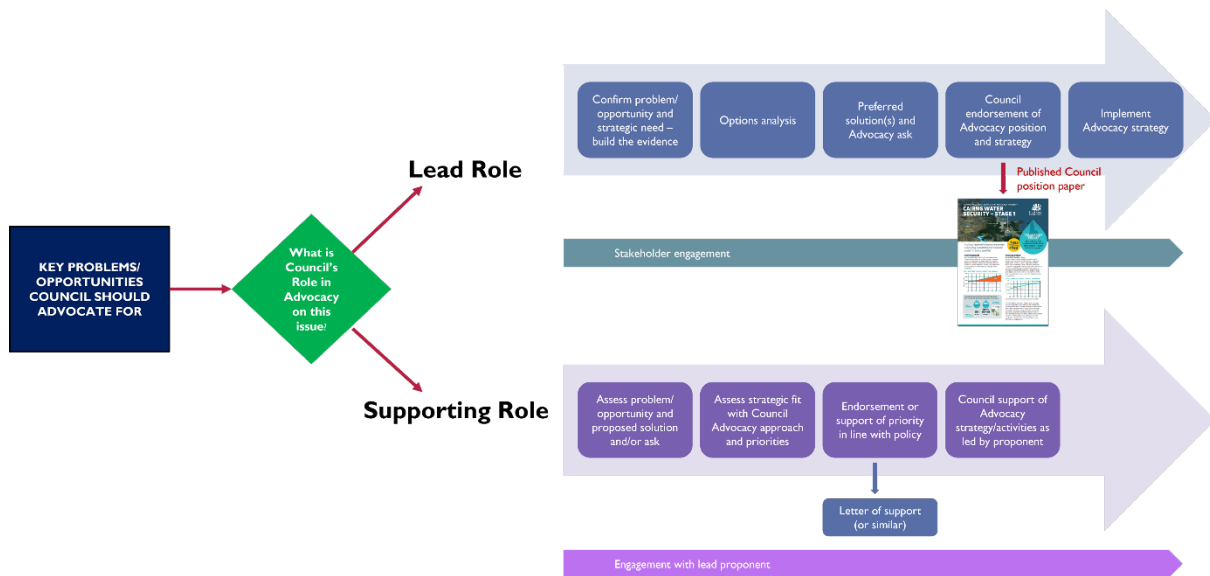 KEY PROBLEMS/
OPPORTUNITIES
COUNCIL SHOULD
ADVOCATE FOR
What is
Council's
Role in
Advocacy
on this
issue?
Lead Role
Confirm problem/
opportunity and
strategic need –
build the evidence
Options analysis
Preferred
solution(s) and
Advocacy ask
Council
endorsement of
Advocacy position
and strategy
Implement
Advocacy strategy
Published Council
position paper
CAIRNS WATER
SECURITY – STAGE 1
Stakeholder engagement
Supporting Role
Assess problem/
opportunity and
proposed solution
and/or ask
Assess strategic fit
with Council
Advocacy approach
and priorities
Endorsement or
support of priority
in line with policy
Council support of
Advocacy
strategy/activities as
led by proponent
Letter of support
(or similar)
Engagement with lead proponent